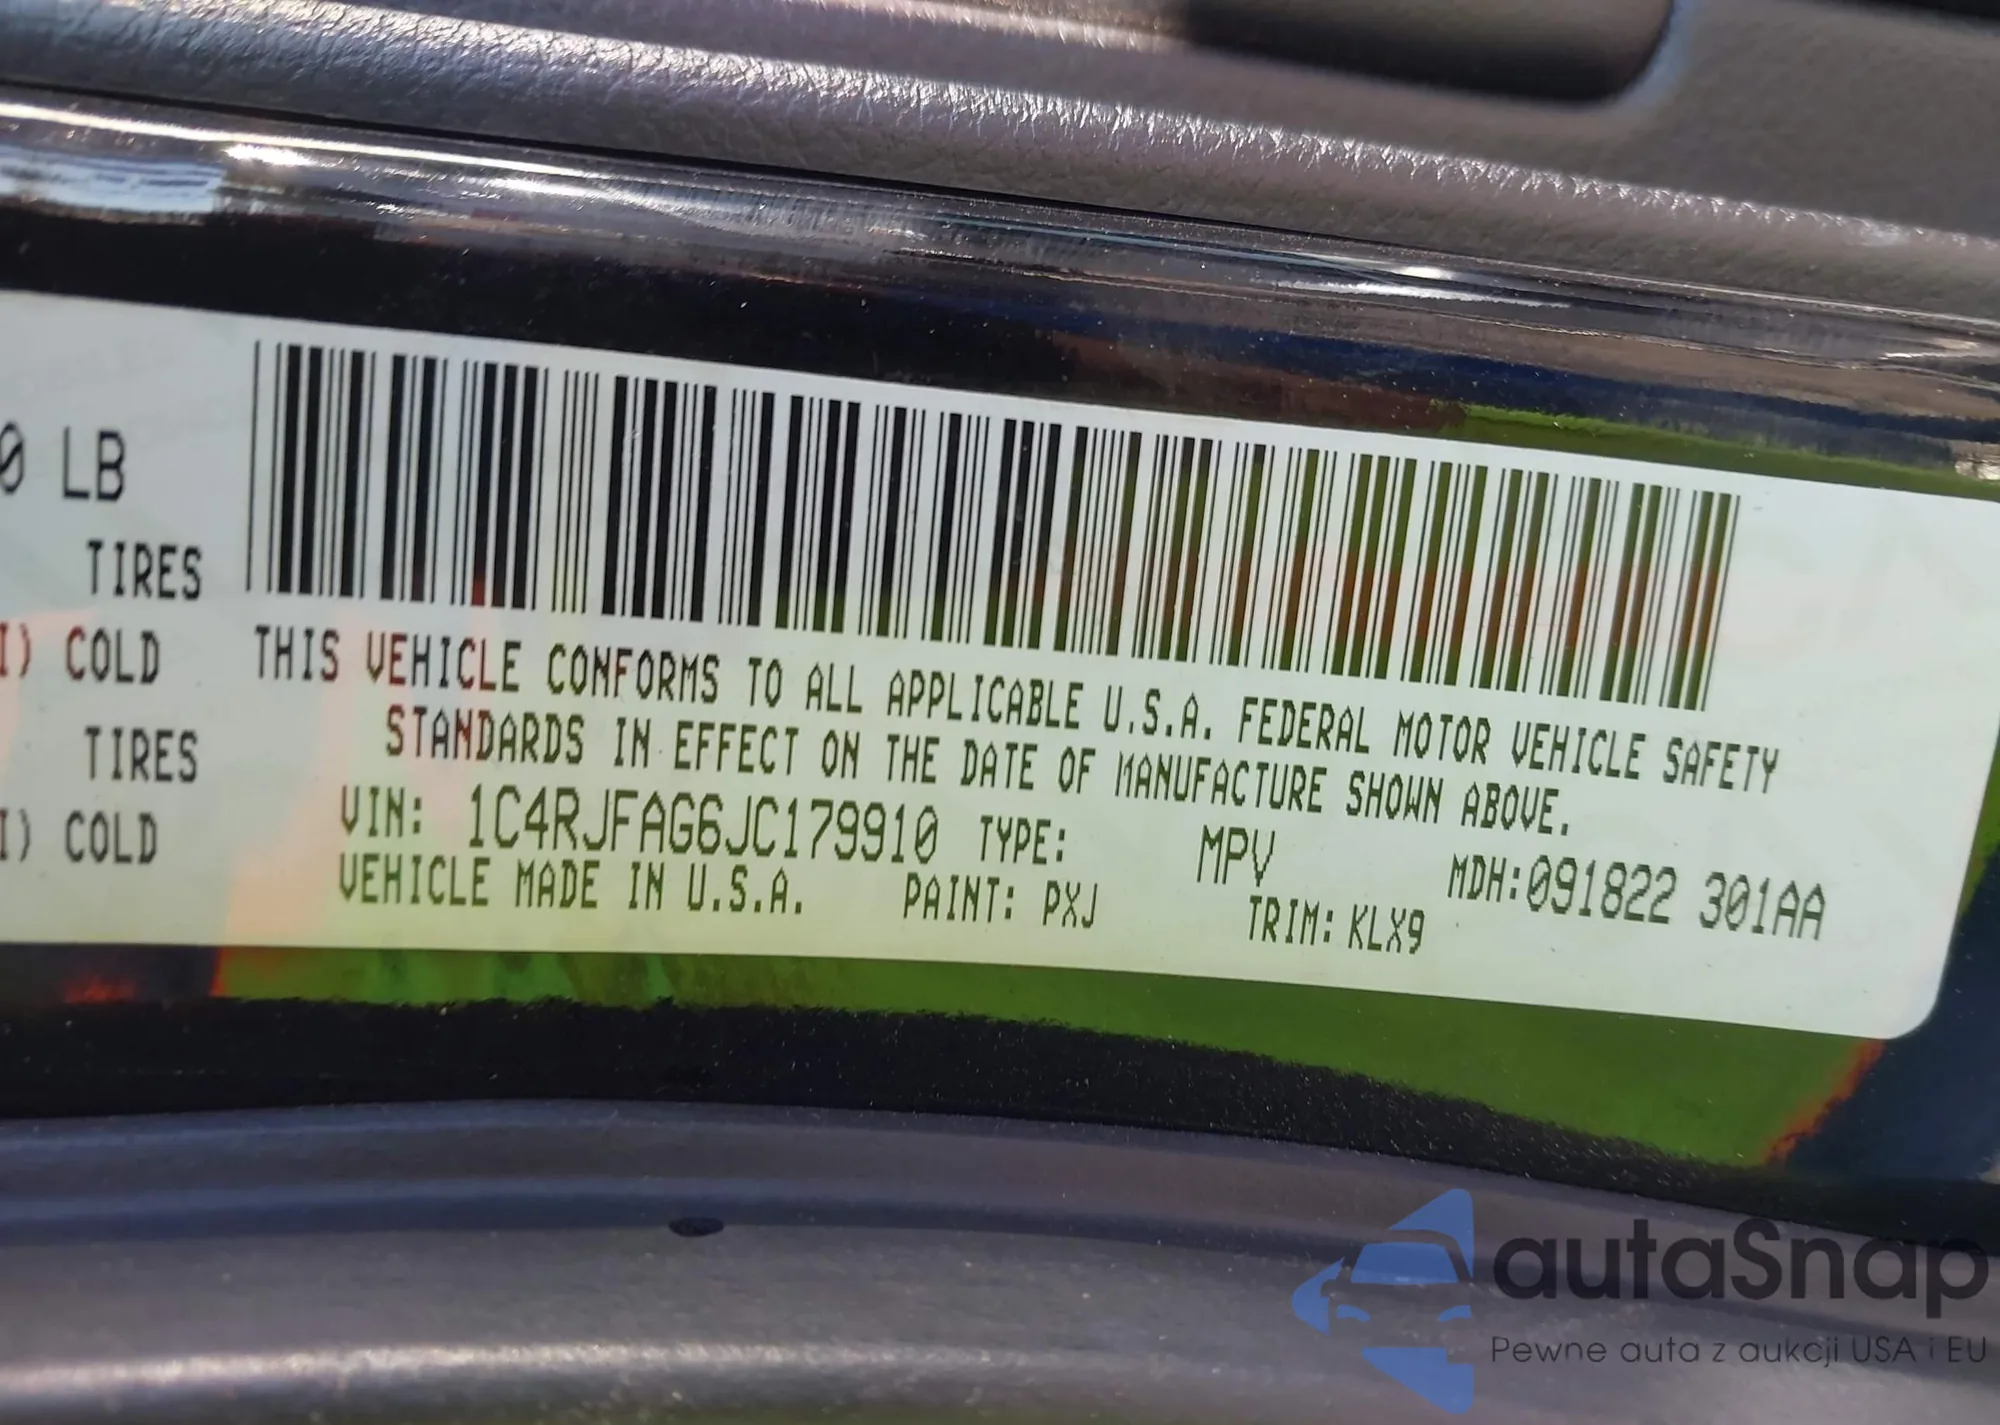 0 LB
TIRES
I) COLD
TIRES
I) COLD
THIS VEHICLE CONFORMS TO ALL APPLICABLE U.S.A. FEDERAL MOTOR VEHICLE SAFETY
STANDARDS IN EFFECT ON THE DATE OF MANUFACTURE SHOWN ABOVE.
VIN: 1C4RJFAG6JC179910 TYPE: MPV MDH:091822 301AA
VEHICLE MADE IN U.S.A. PAINT: PXJ TRIM: KLX9
autaSnap
Pewne auta z aukcji USA i EU